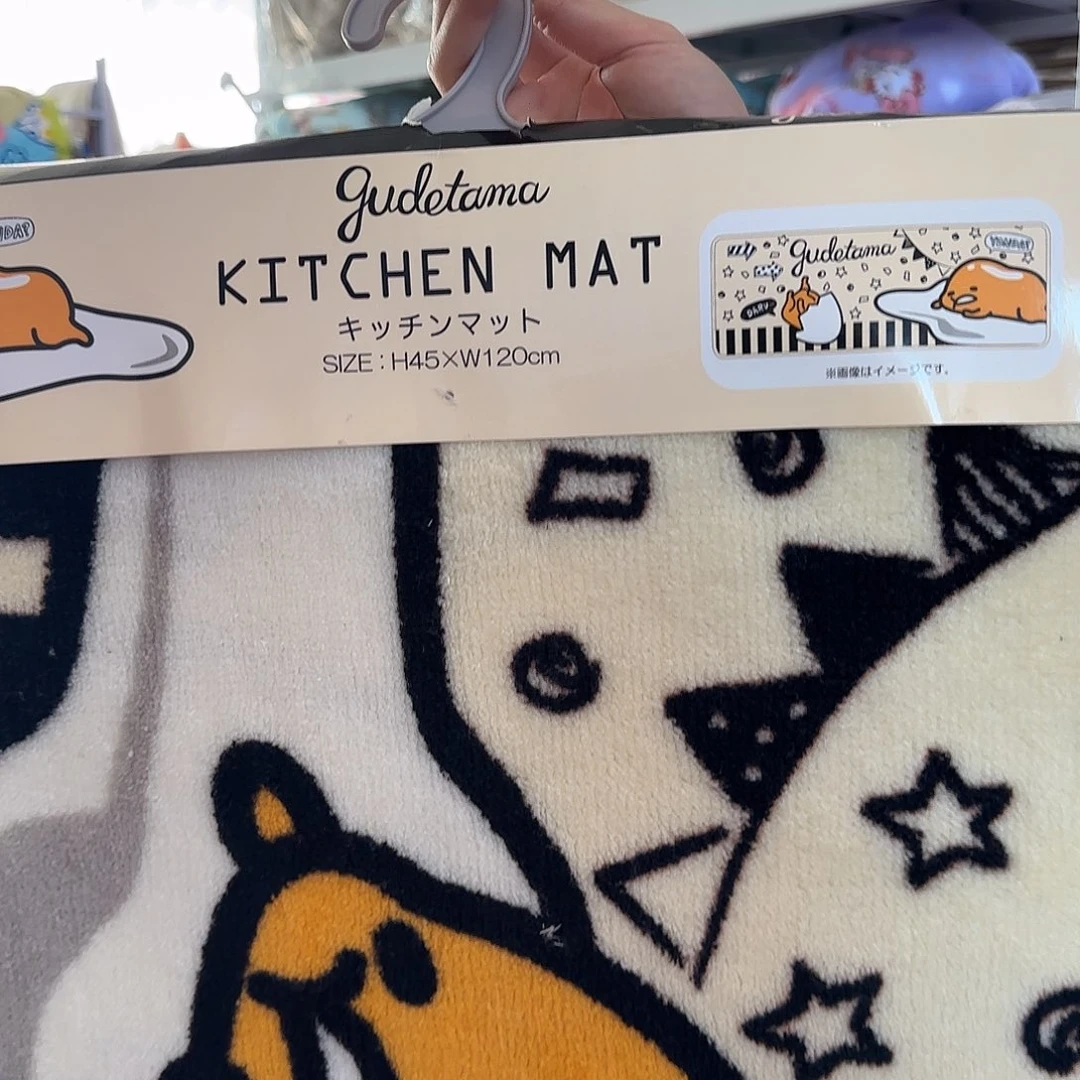 gudetama
KITCHEN MAT
キッチンマット
SIZE : H45×W120cm
gudetama
※画像はイメージです。